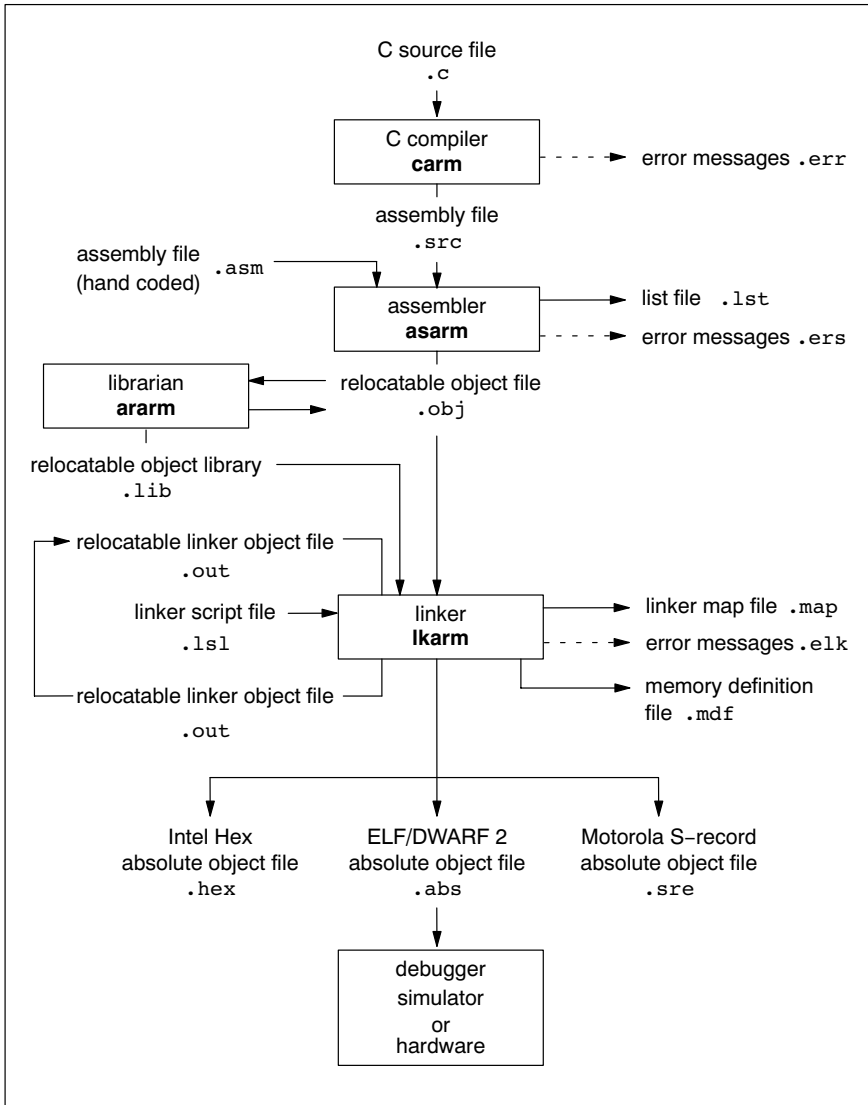 C source file
.c
C compiler
carm
error messages .err
assembly file
.src
assembly file
(hand coded)
.asm
assembler
asarm
list file .lst
error messages .ers
librarian
ararm
relocatable object file
.obj
relocatable object library
.lib
relocatable linker object file
.out
linker script file
.lsl
linker
lkarm
linker map file .map
error messages .elk
relocatable linker object file
.out
memory definition
file .mdf
Intel Hex
absolute object file
.hex
ELF/DWARF 2
absolute object file
.abs
Motorola S−record
absolute object file
.sre
debugger
simulator
or
hardware